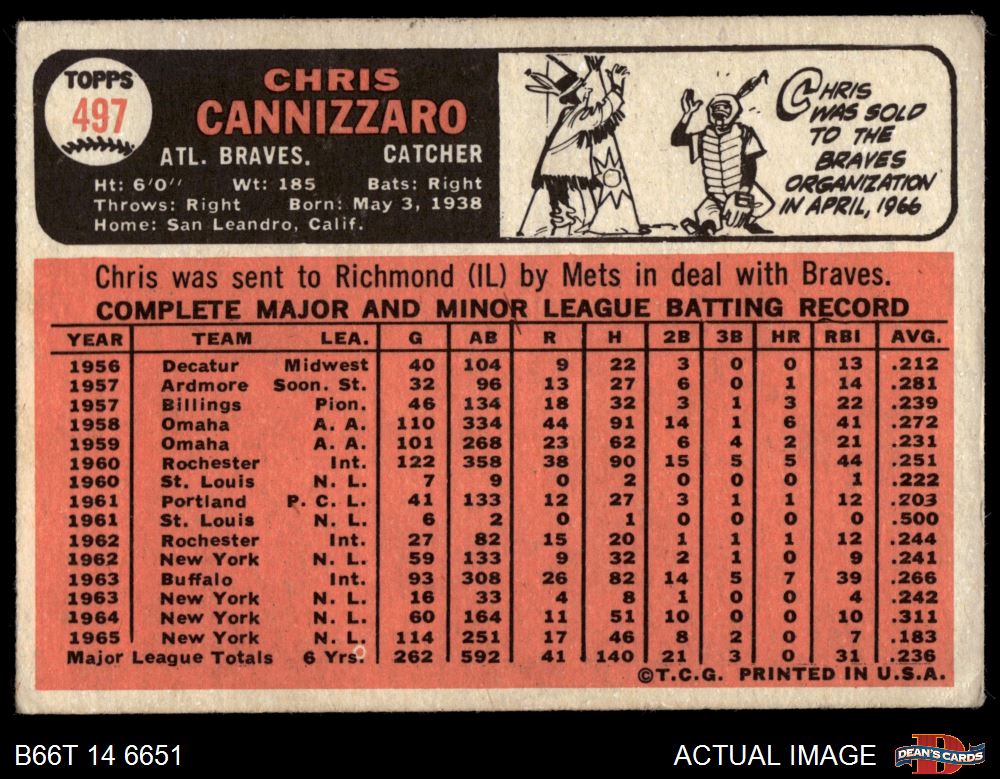 TOPPS
497
CHRIS
CANNIZZARO
ATL. BRAVES. CATCHER
Ht: 6'0" Wt: 185 Bats: Right
Throws: Right Born: May 3, 1938
Home: San Leandro, Calif.
CHRIS
WAS SOLD
TO THE
BRAVES
ORGANIZATION
IN APRIL, 1966
Chris was sent to Richmond (IL) by Mets in deal with Braves.
COMPLETE MAJOR AND MINOR LEAGUE BATTING RECORD
YEAR TEAM LEA. G AB R H 2B 3B HR RBI AVG.
1956 Decatur Midwest 40 104 9 22 3 0 0 13 .212
1957 Ardmore Soon. St. 32 96 13 27 6 0 1 14 .281
1957 Billings Pion. 46 134 18 32 3 1 3 22 .239
1958 Omaha A. A. 110 334 44 91 14 1 6 41 .272
1959 Omaha A. A. 101 268 23 62 6 4 2 21 .231
1960 Rochester Int. 122 358 38 90 15 5 5 44 .251
1960 St. Louis N. L. 7 9 0 2 0 0 0 1 .222
1961 Portland P. C. L. 41 133 12 27 3 1 1 12 .203
1961 St. Louis N. L. 6 2 0 1 0 0 0 0 .500
1962 Rochester Int. 27 82 15 20 1 1 1 12 .244
1962 New York N. L. 59 133 9 32 2 1 0 9 .241
1963 Buffalo Int. 93 308 26 82 14 5 7 39 .266
1963 New York N. L. 16 33 4 8 1 0 0 4 .242
1964 New York N. L. 60 164 11 51 10 0 0 10 .311
1965 New York N. L. 114 251 17 46 8 2 0 7 .183
Major League Totals 6 Yrs. 262 592 41 140 21 3 0 31 .236
©T.C.G. PRINTED IN U.S.A.
B66T 14 6651 ACTUAL IMAGE
DEAN'S CARDS